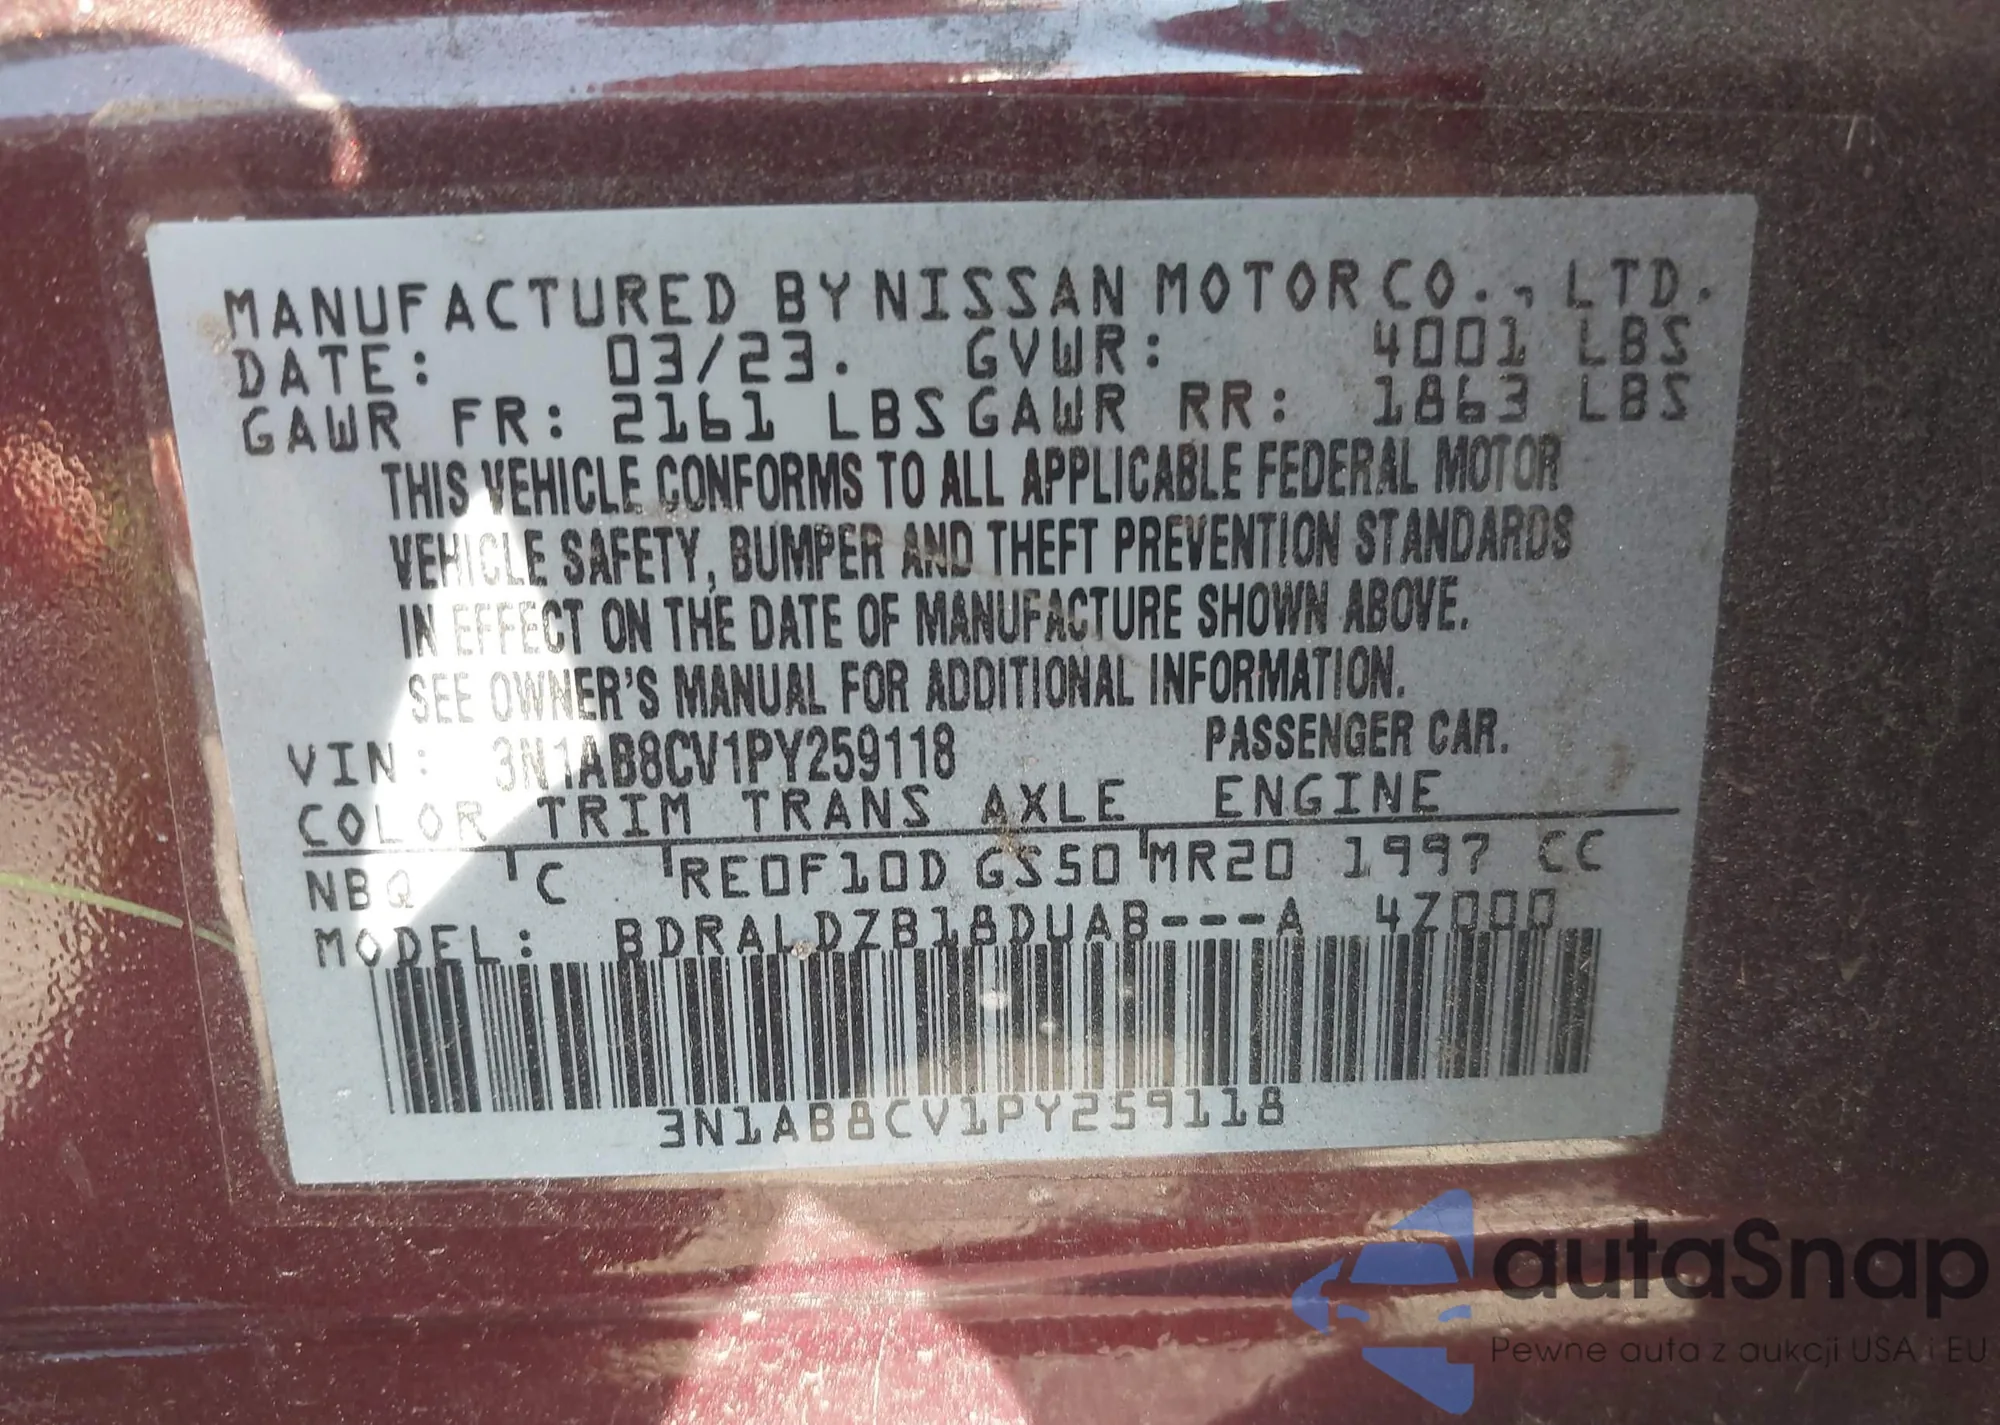 MANUFACTURED BY NISSAN MOTOR CO., LTD.
DATE: 03/23. GVWR: 4001 LBS
GAWR FR: 2161 LBS GAWR RR: 1863 LBS
THIS VEHICLE CONFORMS TO ALL APPLICABLE FEDERAL MOTOR
VEHICLE SAFETY, BUMPER AND THEFT PREVENTION STANDARDS
IN EFFECT ON THE DATE OF MANUFACTURE SHOWN ABOVE.
SEE OWNER'S MANUAL FOR ADDITIONAL INFORMATION.
VIN: 3N1AB8CV1PY259118 PASSENGER CAR.
COLOR TRIM TRANS AXLE ENGINE
NBQ C RE0F10D GS50 MR20 1997 CC
MODEL: BDRALDZB18DUAB---A 4Z000
3N1AB8CV1PY259118
autaSnap
Pewne auta z aukcji USA i EU